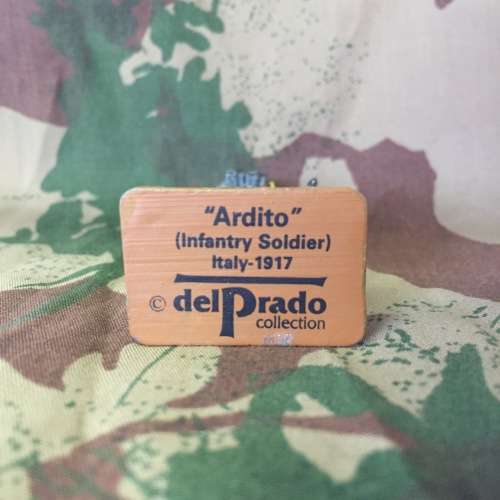 "Ardito"
(Infantry Soldier)
Italy-1917
© delPrado
collection